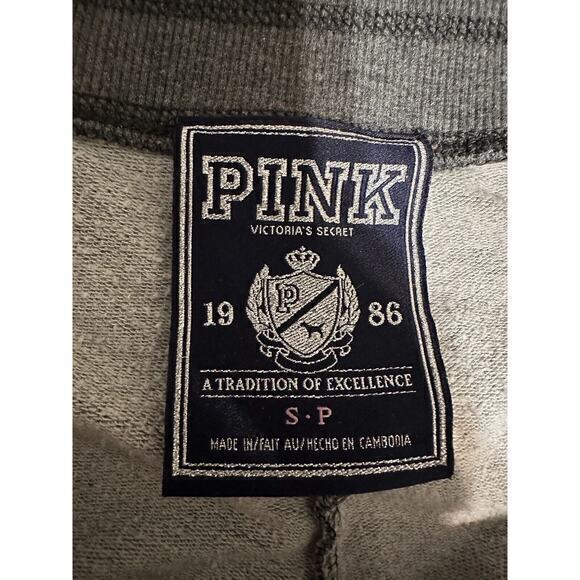 PINK
VICTORIA'S SECRET
P
19 86
A TRADITION OF EXCELLENCE
S·P
MADE IN/FAIT AU/HECHO EN CAMBODIA